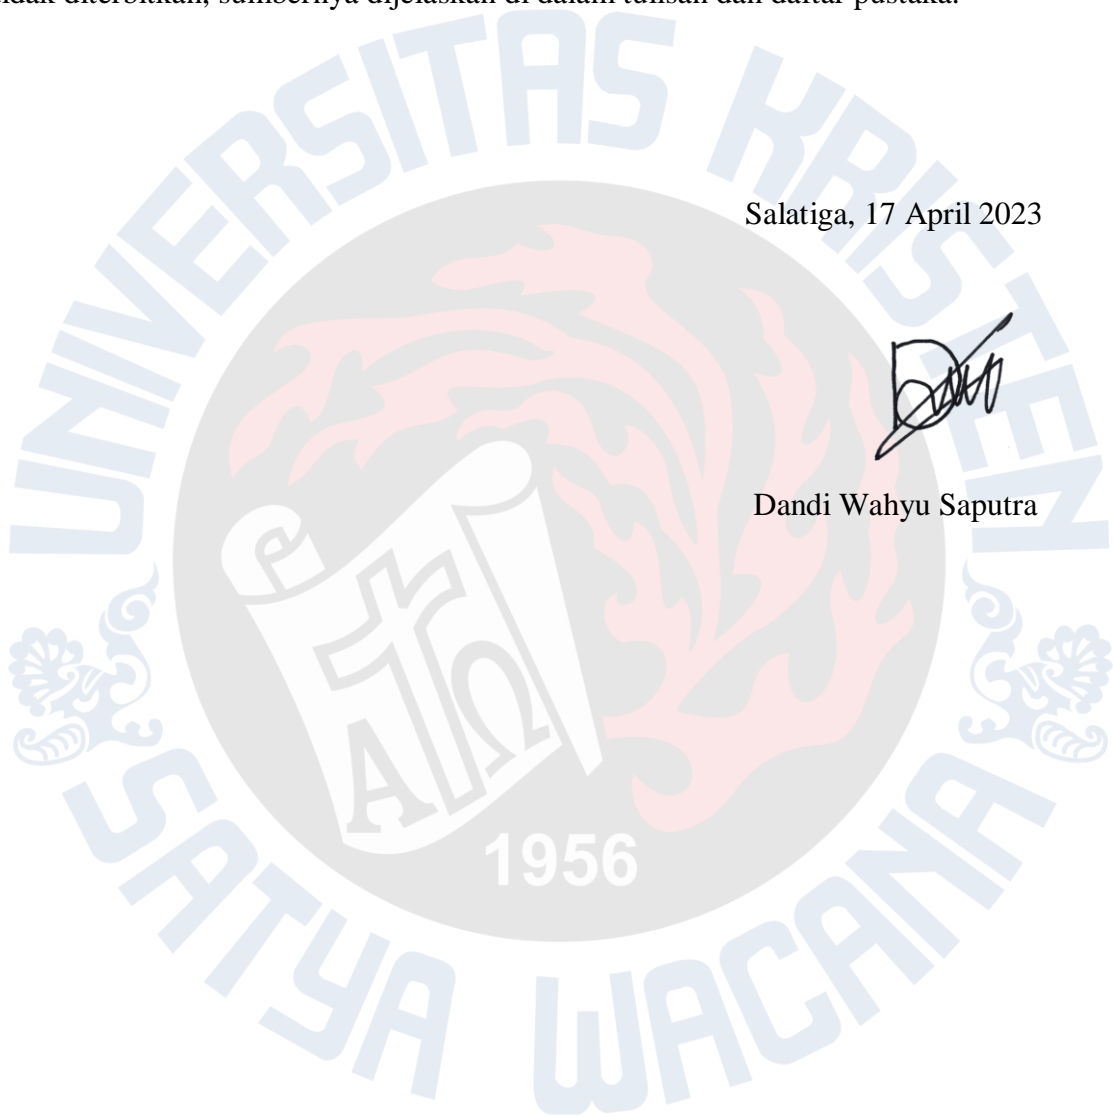 tidak diterbitkan, sumbernya dijelaskan di dalam tulisan dan daftar pustaka.
Salatiga, 17 April 2023
Dandi Wahyu Saputra
UNIVERSITAS KRISTEN
SATYA WACANA
1956
Α Ω